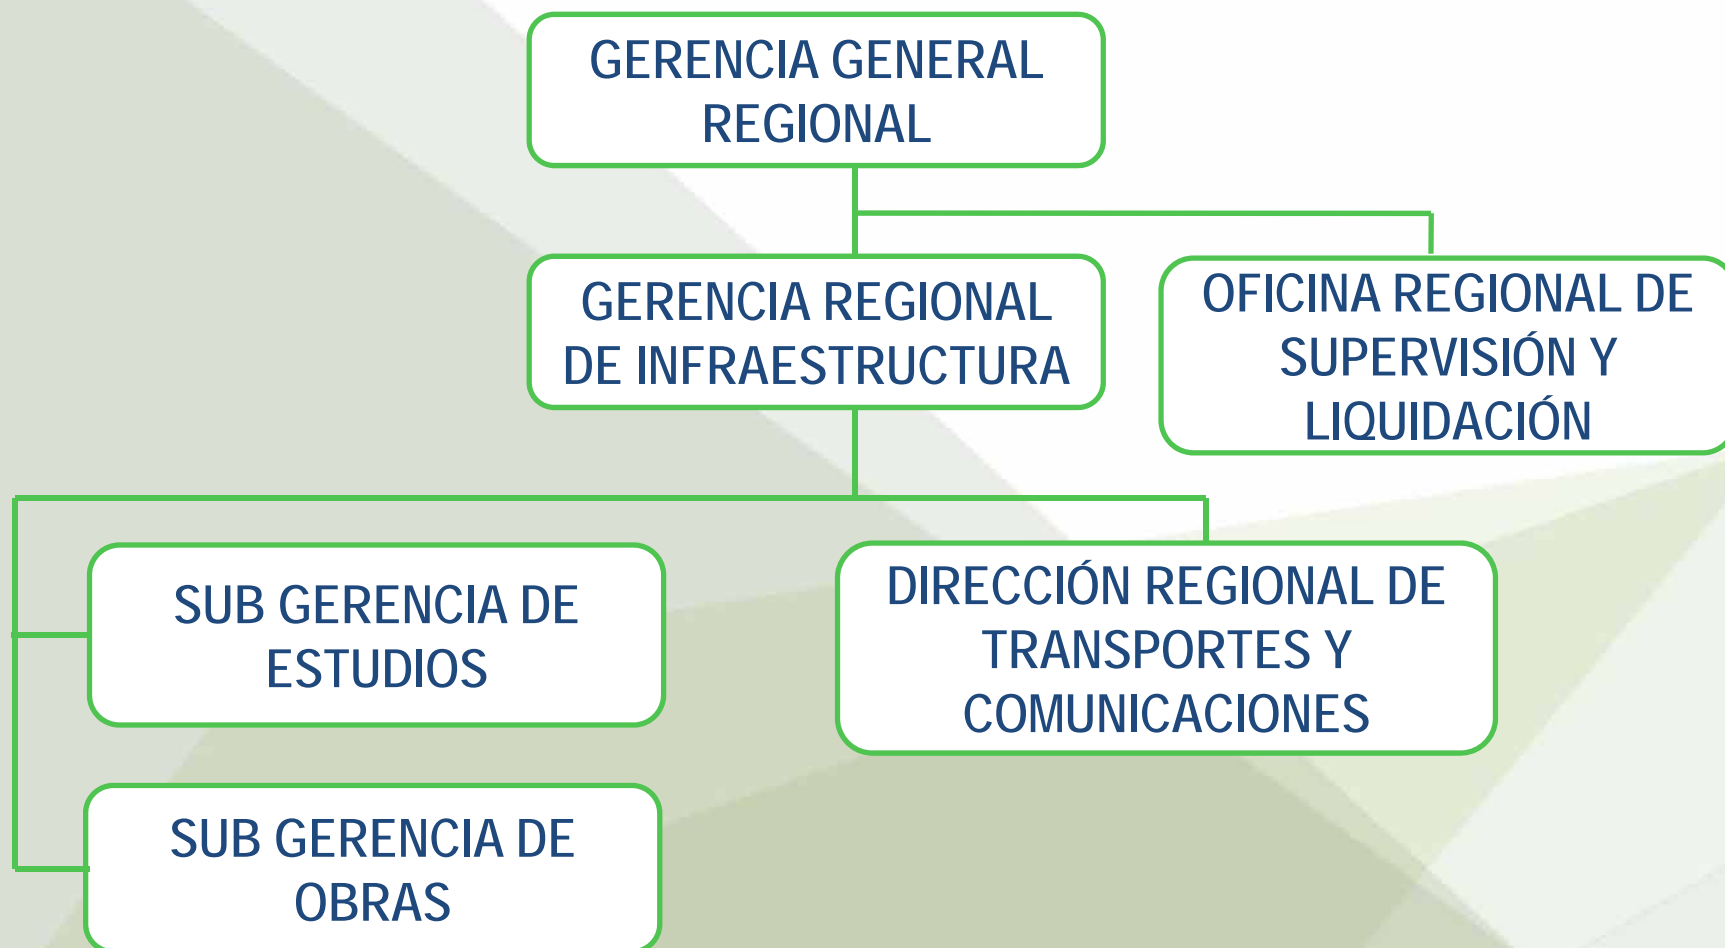 GERENCIA GENERAL
REGIONAL
GERENCIA REGIONAL
DE INFRAESTRUCTURA
OFICINA REGIONAL DE
SUPERVISIÓN Y
LIQUIDACIÓN
SUB GERENCIA DE
ESTUDIOS
DIRECCIÓN REGIONAL DE
TRANSPORTES Y
COMUNICACIONES
SUB GERENCIA DE
OBRAS